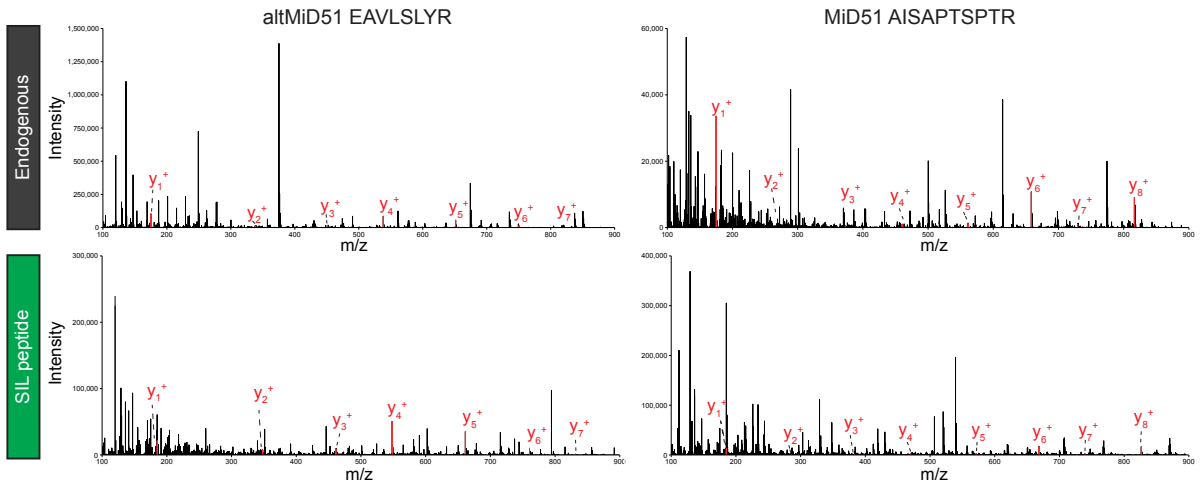 altMiD51 EAVLSLYR
MiD51 AISAPTSPTR
Endogenous
Intensity
1,500,000
1,250,000
1,000,000
750,000
500,000
250,000
0
y1+
y2+
y3+
y4+
y5+
y6+
y7+
100 200 300 400 500 600 700 800 900
m/z
60,000
40,000
20,000
0
y1+
y2+
y3+
y4+
y5+
y6+
y7+
y8+
100 200 300 400 500 600 700 800 900
m/z
SIL peptide
Intensity
300,000
200,000
100,000
0
y1+
y2+
y3+
y4+
y5+
y6+
y7+
100 200 300 400 500 600 700 800 900
m/z
400,000
300,000
200,000
100,000
0
y1+
y2+
y3+
y4+
y5+
y6+
y7+
y8+
100 200 300 400 500 600 700 800 900
m/z